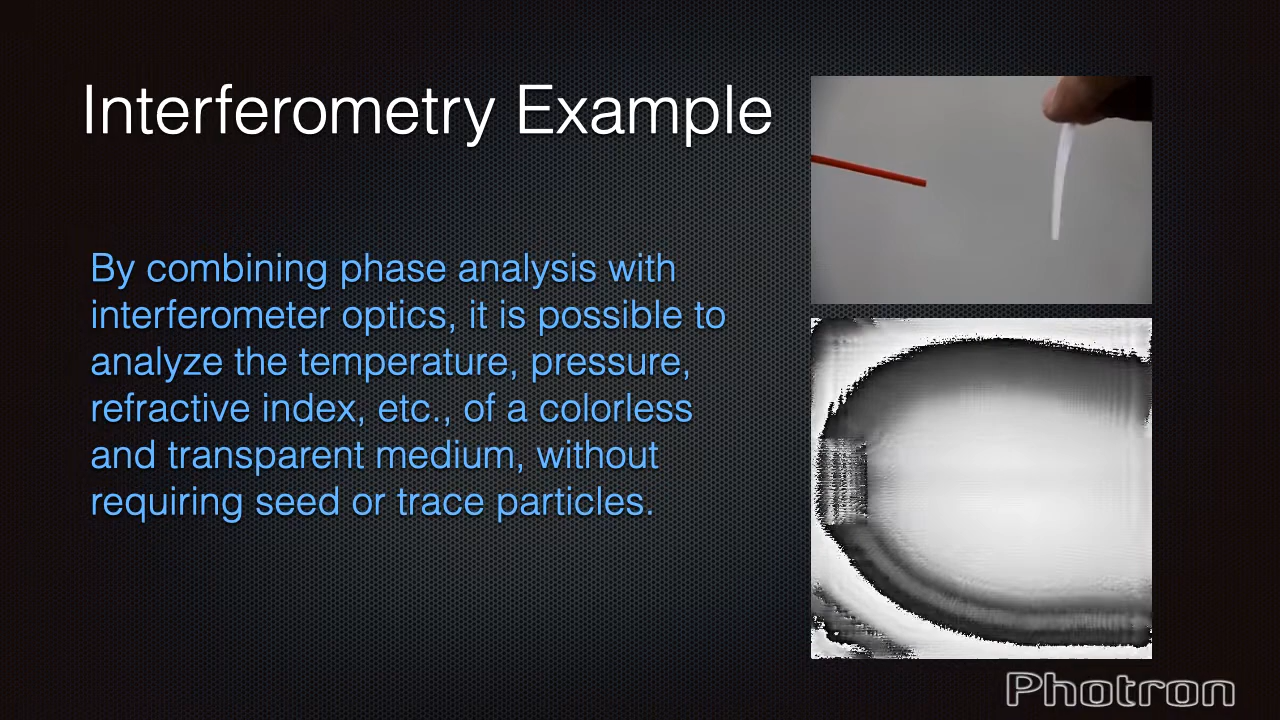 Interferometry Example
By combining phase analysis with
interferometer optics, it is possible to
analyze the temperature, pressure,
refractive index, etc., of a colorless
and transparent medium, without
requiring seed or trace particles.
Photron